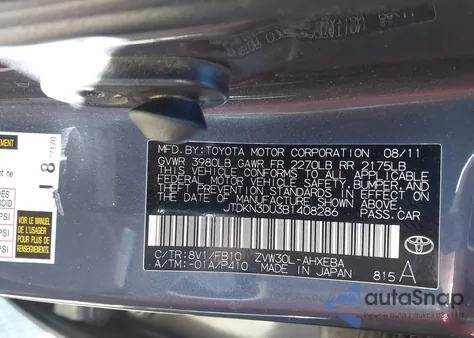 MFD.BY:TOYOTA MOTOR CORPORATION 08/11
GVWR 3980LB GAWR FR 2270LB RR 2175LB
THIS VEHICLE CONFORMS TO ALL APPLICABLE
FEDERAL MOTOR VEHICLE SAFETY, BUMPER, AND
THEFT PREVENTION STANDARDS IN EFFECT ON
THE DATE OF MANUFACTURE SHOWN ABOVE.
JTDKN3DU3B1408286 PASS.CAR
C/TR:8V1/FB10 ZVW30L-AHXEBA
A/TM:-01A/P410 MADE IN JAPAN 815 A
TOYOTA
PSI
PSI
VOIR LE MANUEL
DE L'USAGER
POUR PLUS DE
RENSEIGNEMENTS
autoSnap